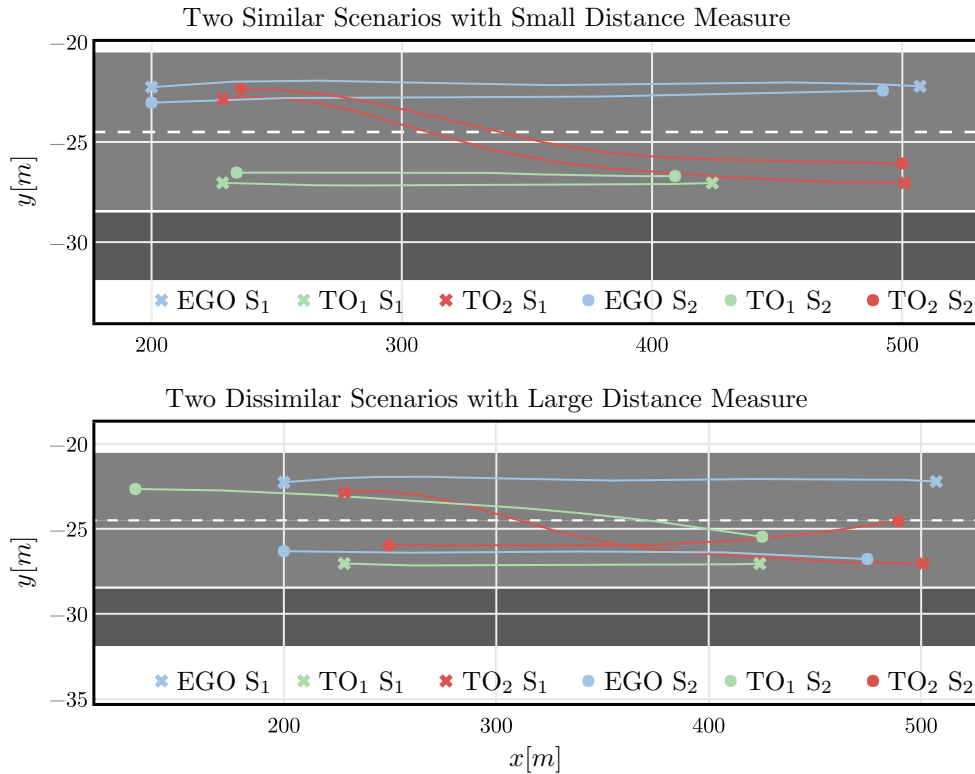 Two Similar Scenarios with Small Distance Measure
−20
−25
−30
y[m]
EGO S₁ TO₁ S₁ TO₂ S₁ EGO S₂ TO₁ S₂ TO₂ S₂
200 300 400 500
Two Dissimilar Scenarios with Large Distance Measure
−20
−25
−30
−35
y[m]
EGO S₁ TO₁ S₁ TO₂ S₁ EGO S₂ TO₁ S₂ TO₂ S₂
200 300 400 500
x[m]